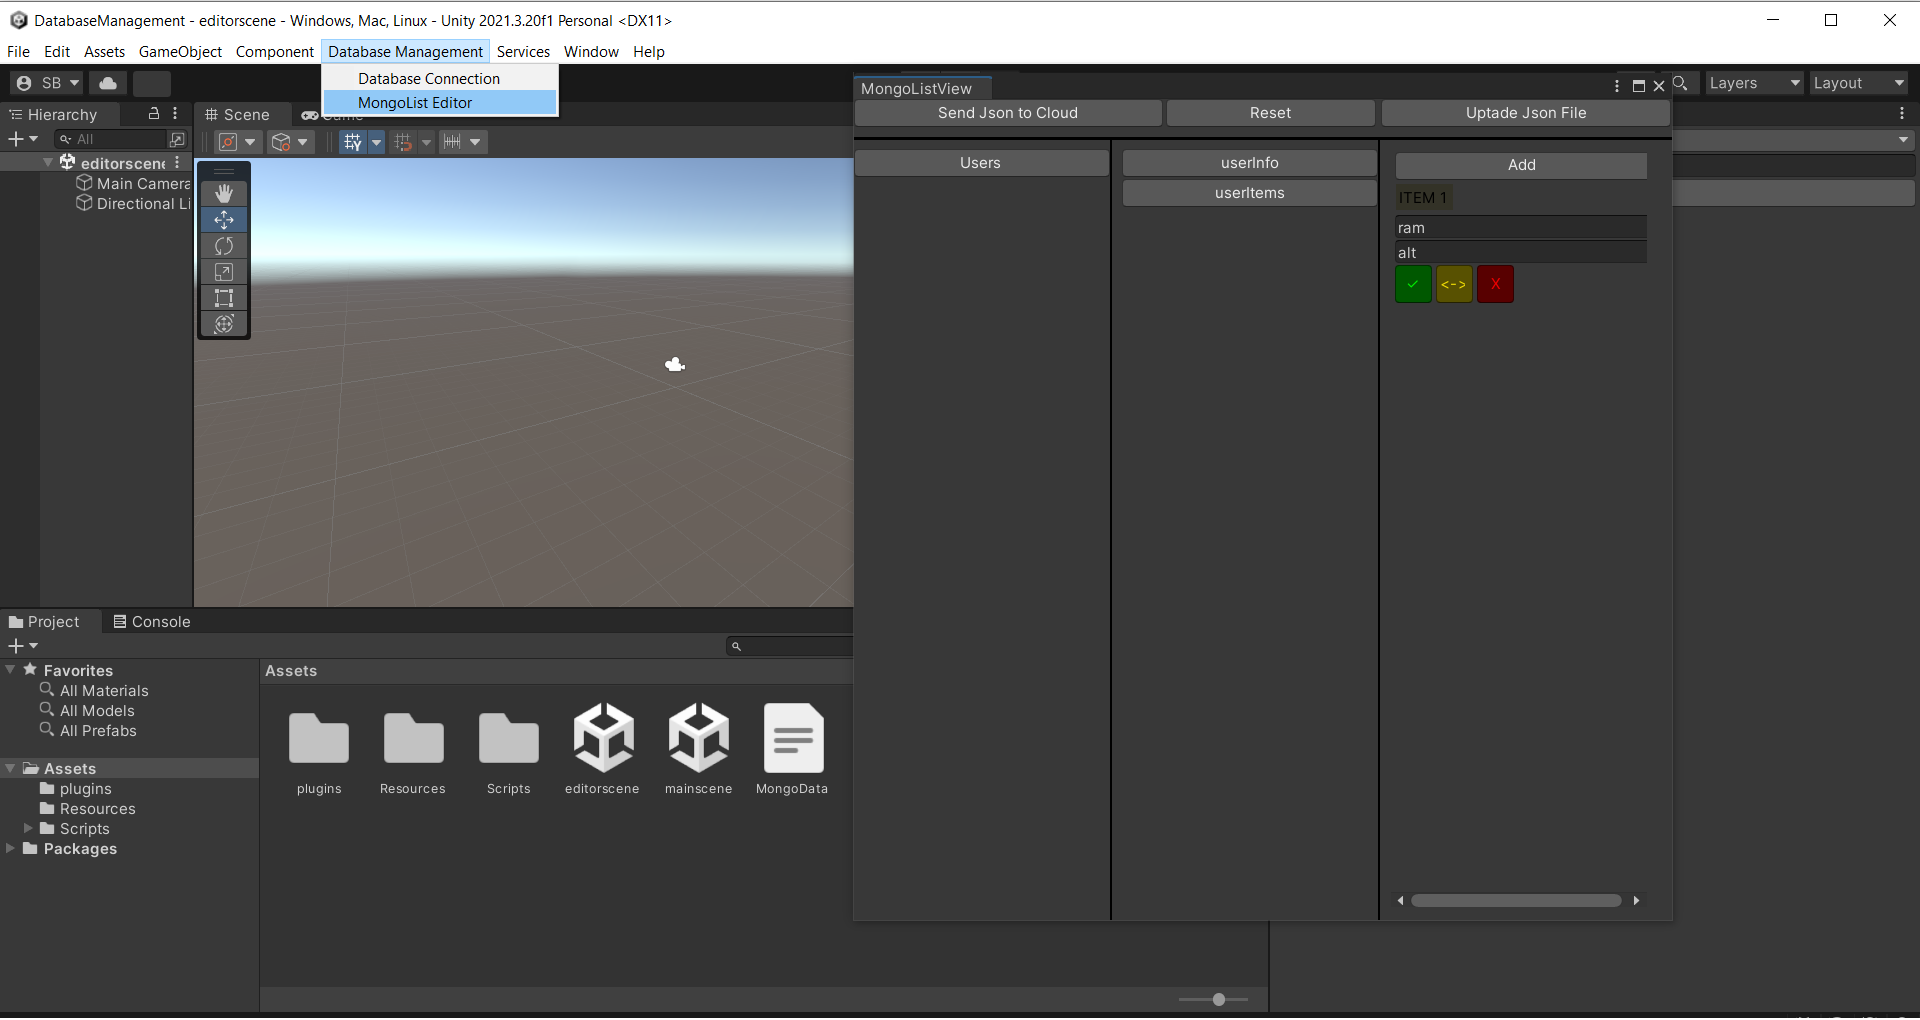 DatabaseManagement - editorscene - Windows, Mac, Linux - Unity 2021.3.20f1 Personal <DX11>
File Edit Assets GameObject Component Database Management Services Window Help
Database Connection
MongoList Editor
SB
Layers
Layout
Hierarchy
All
editorscene
Main Camera
Directional Li
Scene
Game
MongoListView
Send Json to Cloud
Reset
Uptade Json File
Users
userInfo
userItems
Add
ITEM 1
ram
alt
<->
X
Project
Console
Favorites
All Materials
All Models
All Prefabs
Assets
plugins
Resources
Scripts
Packages
Assets
plugins
Resources
Scripts
editorscene
mainscene
MongoData